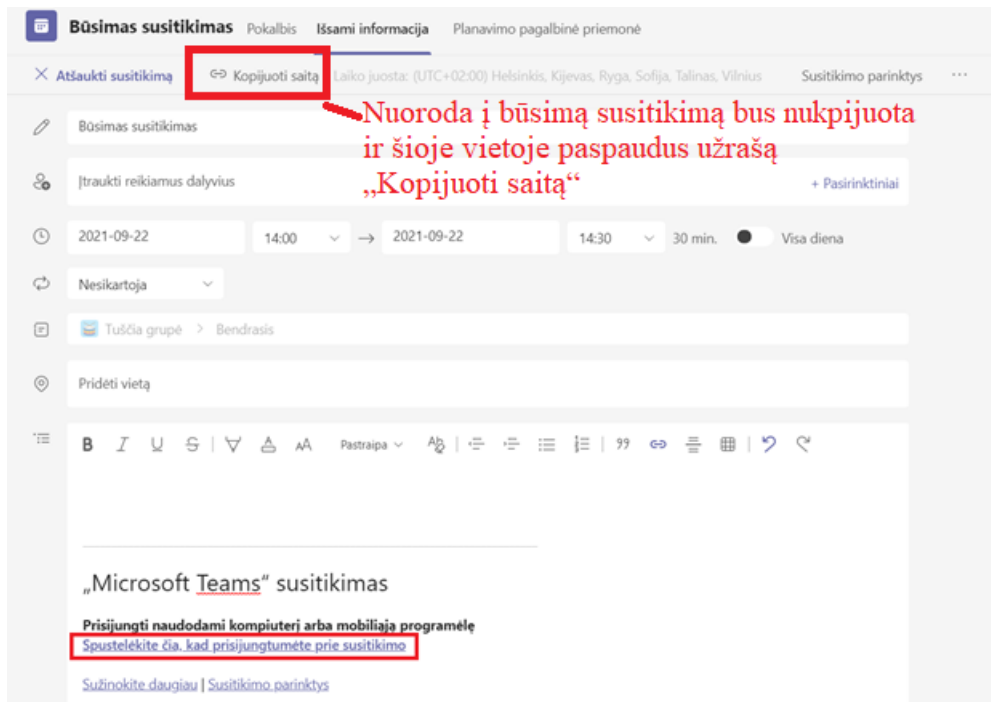 Būsimas susitikimas Pokalbis Išsami informacija Planavimo pagalbinė priemonė
Atšaukti susitikimą Kopijuoti saitą Laiko juosta: (UTC+02:00) Helsinkis, Kijevas, Ryga, Sofija, Talinas, Vilnius Susitikimo parinktys ...
Nuoroda į būsimą susitikimą bus nukpijuota
ir šioje vietoje paspaudus užrašą
„Kopijuoti saitą“
Būsimas susitikimas
Įtraukti reikiamus dalyvius + Pasirinktiniai
2021-09-22 14:00 → 2021-09-22 14:30 30 min. Visa diena
Nesikartoja
Tuščia grupė > Bendrasis
Pridėti vietą
B I U S A AA Pastraipa
„Microsoft Teams“ susitikimas
Prisijungti naudodami kompiuterį arba mobiliąją programėlę
Spustelėkite čia, kad prisijungtumėte prie susitikimo
Sužinokite daugiau | Susitikimo parinktys